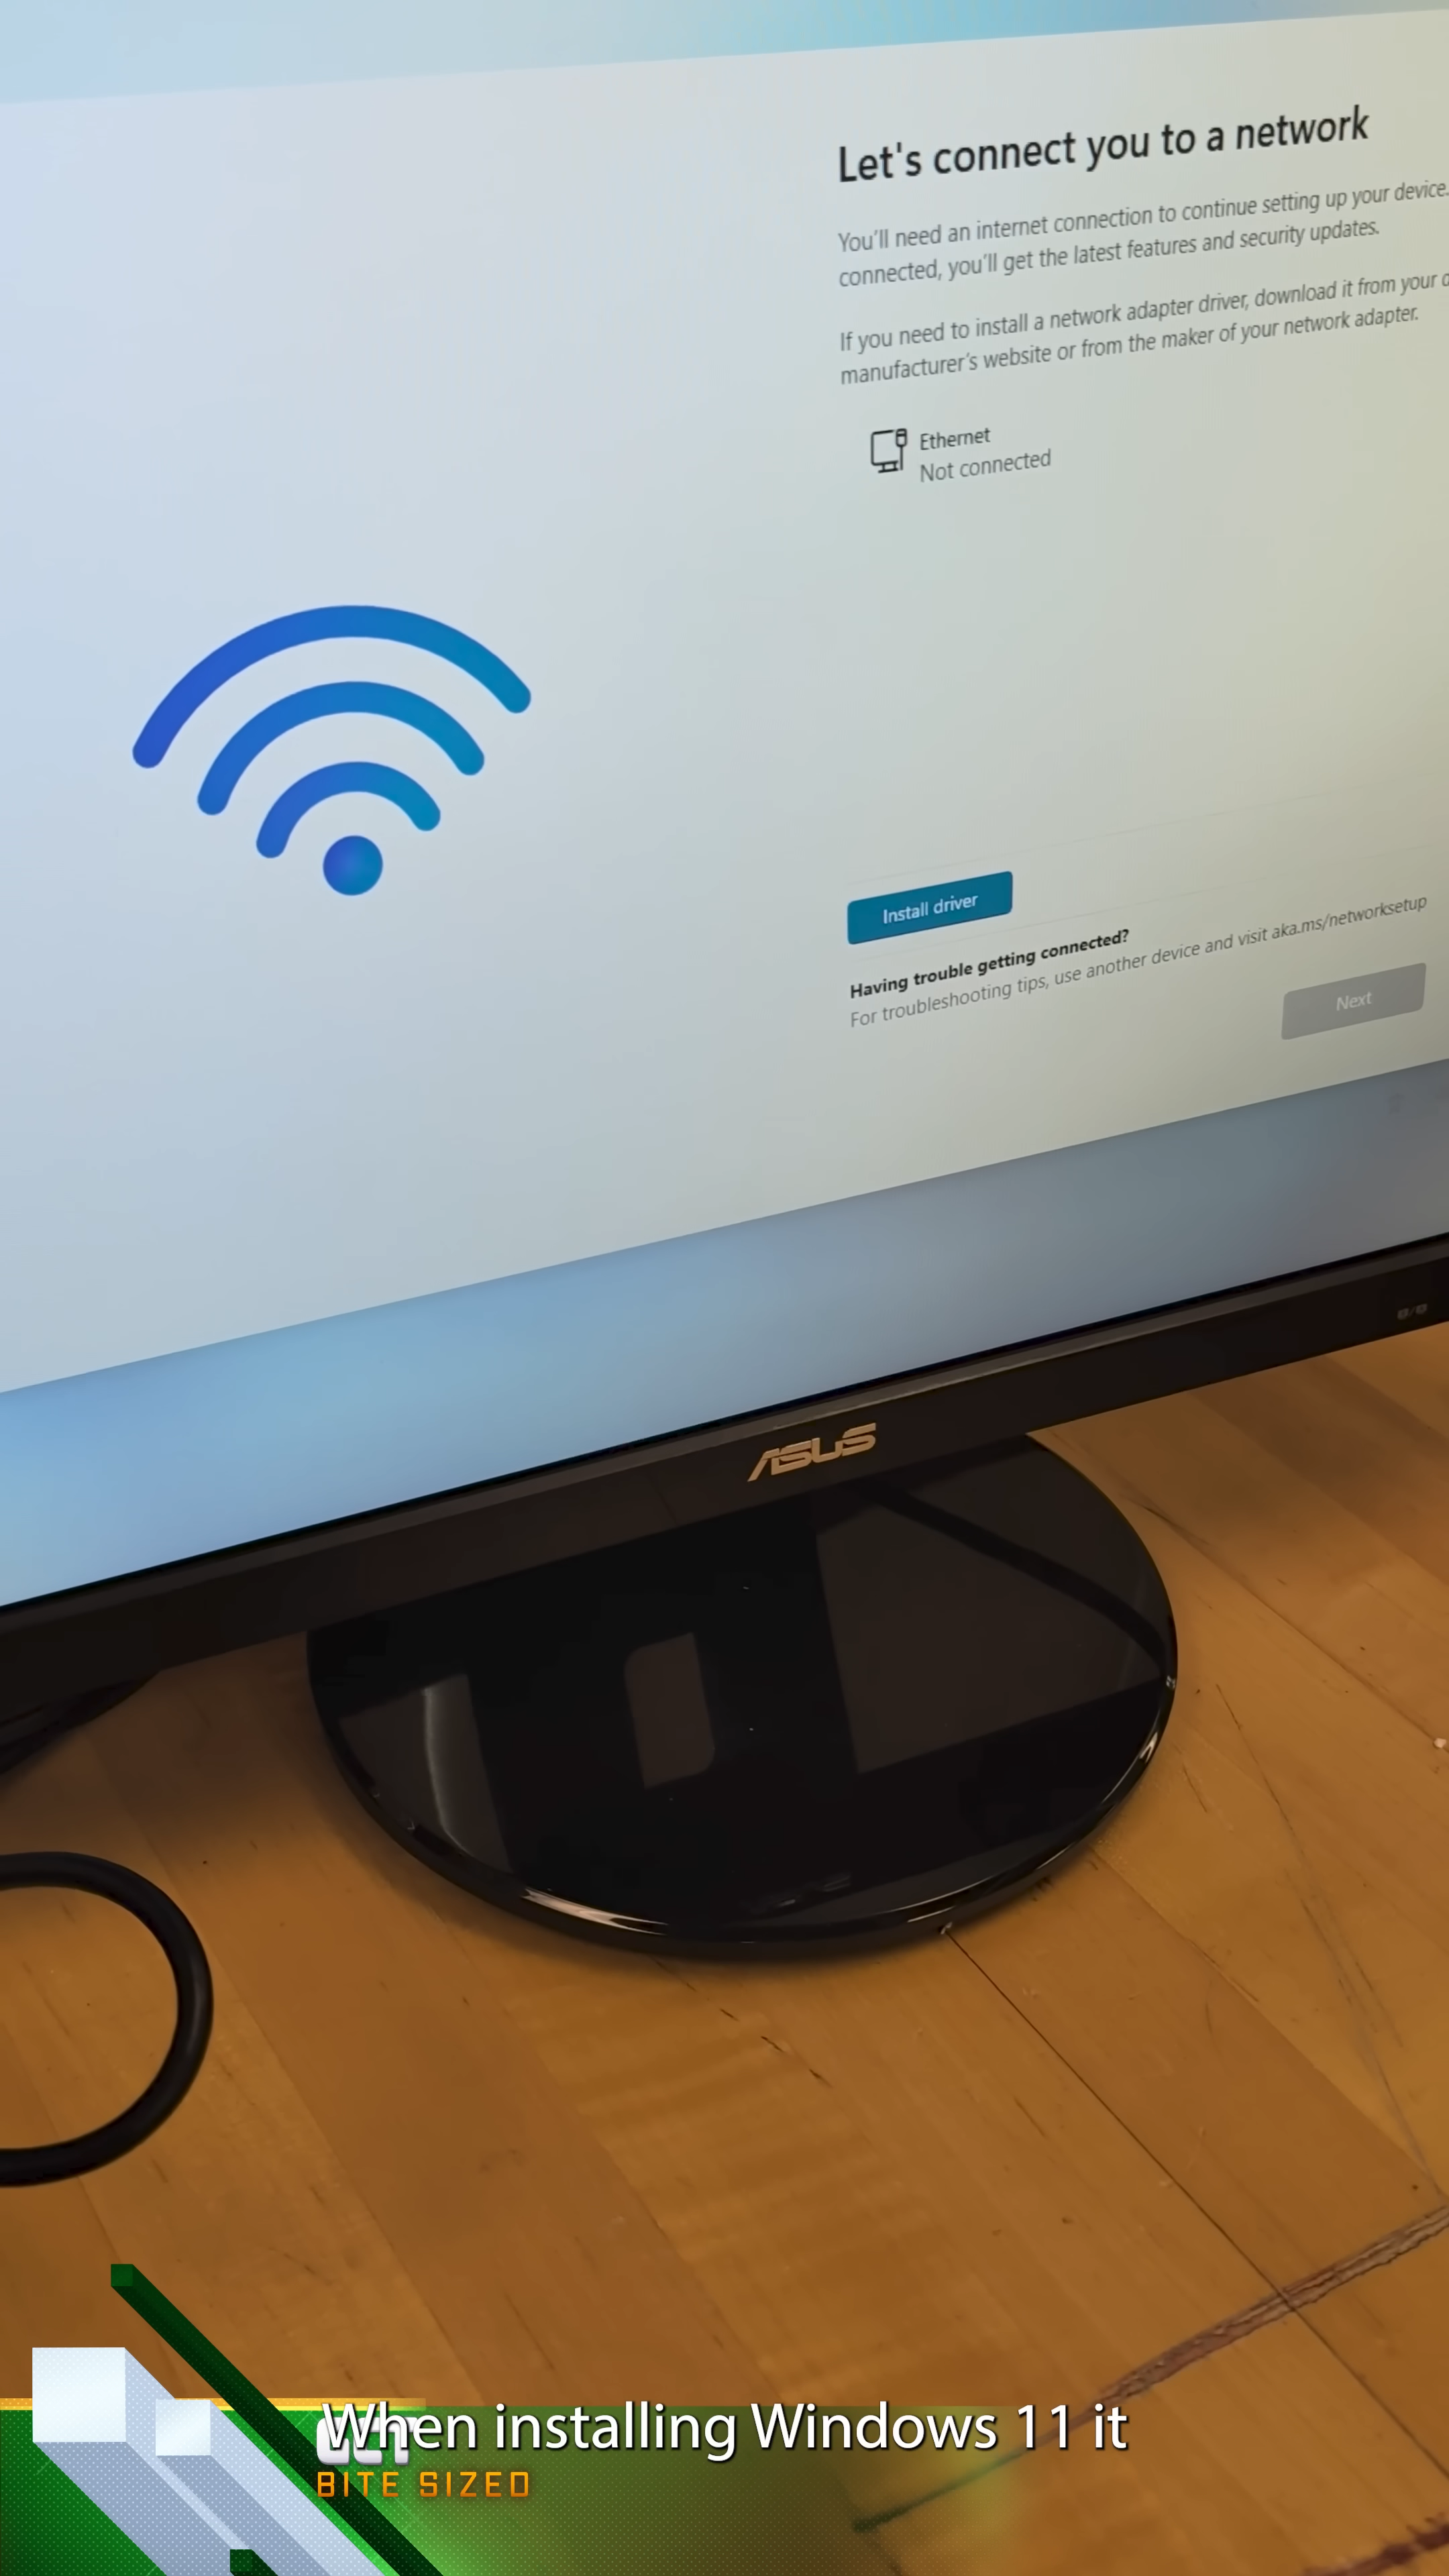 Let's connect you to a network
You'll need an internet connection to continue setting up your device.
connected, you'll get the latest features and security updates.
If you need to install a network adapter driver, download it from your
manufacturer's website or from the maker of your network adapter.
Ethernet
Not connected
Install driver
Having trouble getting connected?
For troubleshooting tips, use another device and visit aka.ms/networksetup
Next
ASUS
When installing Windows 11 it
BITE SIZED